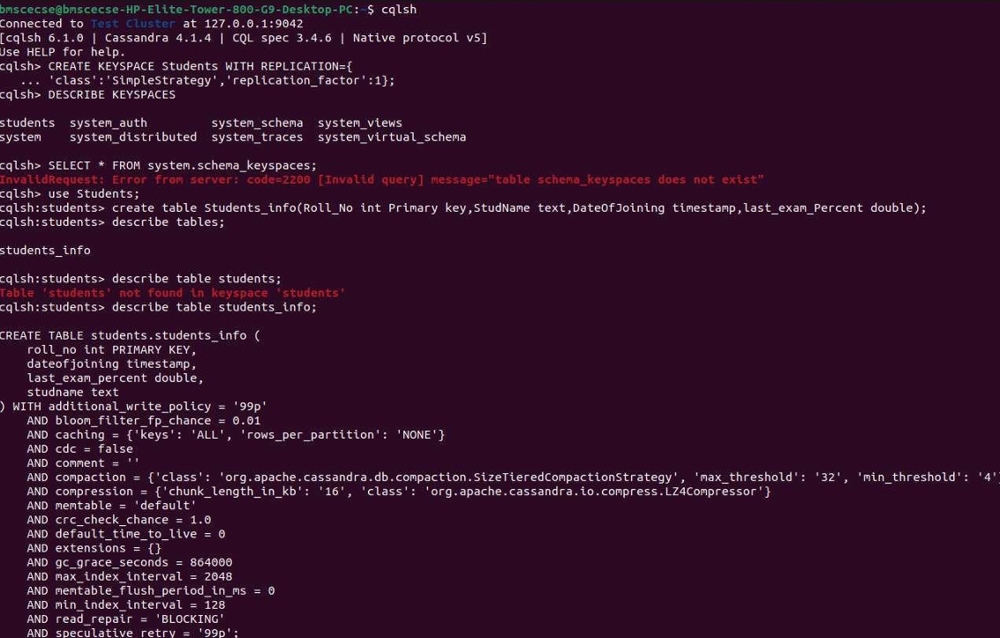 bmscecse@bmscecse-HP-Elite-Tower-800-G9-Desktop-PC:~$ cqlsh
Connected to Test Cluster at 127.0.0.1:9042
[cqlsh 6.1.0 | Cassandra 4.1.4 | CQL spec 3.4.6 | Native protocol v5]
Use HELP for help.
cqlsh> CREATE KEYSPACE Students WITH REPLICATION={
   ... 'class':'SimpleStrategy','replication_factor':1};
cqlsh> DESCRIBE KEYSPACES

students  system_auth         system_schema  system_views
system    system_distributed  system_traces  system_virtual_schema

cqlsh> SELECT * FROM system.schema_keyspaces;
InvalidRequest: Error from server: code=2200 [Invalid query] message="table schema_keyspaces does not exist"
cqlsh> use Students;
cqlsh:students> create table Students_info(Roll_No int Primary key,StudName text,DateOfJoining timestamp,last_exam_Percent double);
cqlsh:students> describe tables;

students_info

cqlsh:students> describe table students;
Table 'students' not found in keyspace 'students'
cqlsh:students> describe table students_info;

CREATE TABLE students.students_info (
    roll_no int PRIMARY KEY,
    dateofjoining timestamp,
    last_exam_percent double,
    studname text
) WITH additional_write_policy = '99p'
    AND bloom_filter_fp_chance = 0.01
    AND caching = {'keys': 'ALL', 'rows_per_partition': 'NONE'}
    AND cdc = false
    AND comment = ''
    AND compaction = {'class': 'org.apache.cassandra.db.compaction.SizeTieredCompactionStrategy', 'max_threshold': '32', 'min_threshold': '4'}
    AND compression = {'chunk_length_in_kb': '16', 'class': 'org.apache.cassandra.io.compress.LZ4Compressor'}
    AND memtable = 'default'
    AND crc_check_chance = 1.0
    AND default_time_to_live = 0
    AND extensions = {}
    AND gc_grace_seconds = 864000
    AND max_index_interval = 2048
    AND memtable_flush_period_in_ms = 0
    AND min_index_interval = 128
    AND read_repair = 'BLOCKING'
    AND speculative_retry = '99p';